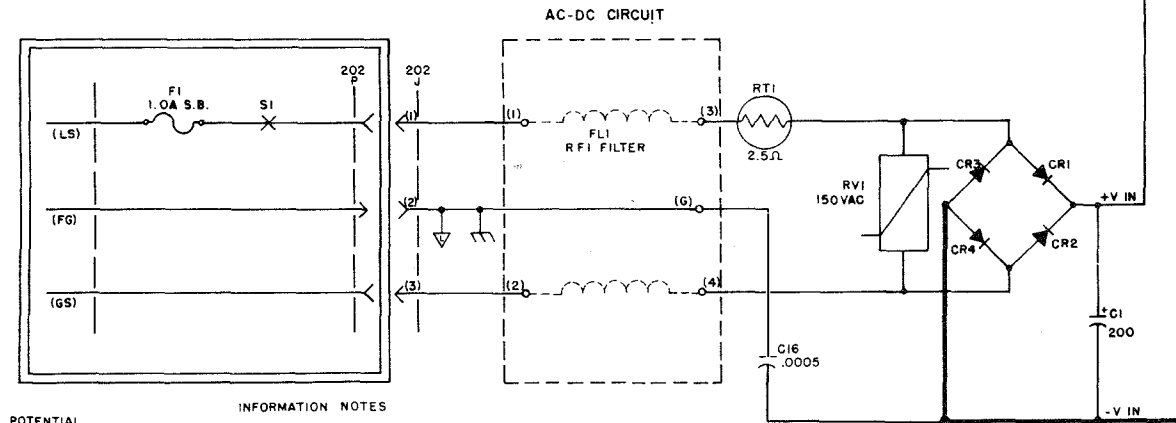 AC-DC CIRCUIT
202
P
202
J
F1
1.0A S.B.
S1
(LS)
(1)
(1)
(3)
FL1
RFI FILTER
RT1
2.5Ω
RV1
150VAC
CR3
CR1
CR4
CR2
+V IN
(FG)
(2)
L
(G)
(GS)
(3)
(2)
(4)
C16
.0005
+
C1
200
-V IN
INFORMATION NOTES
POTENTIAL